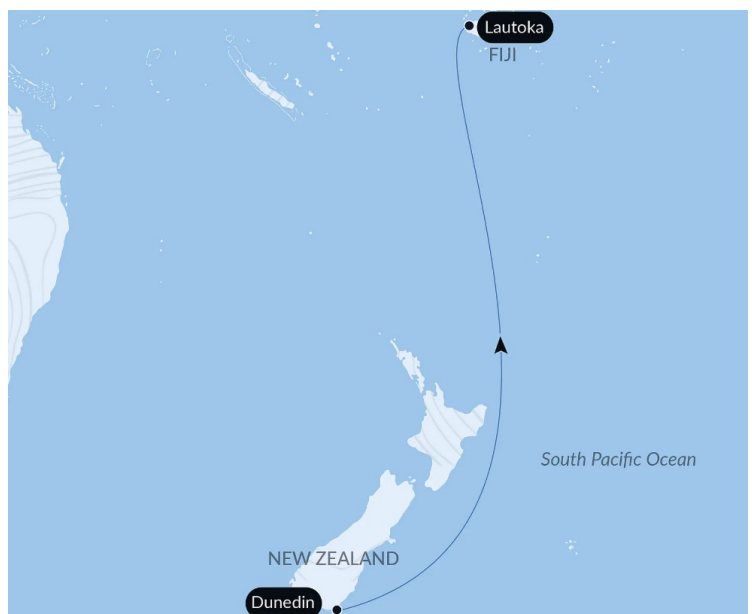 Lautoka
FIJI
South Pacific Ocean
NEW ZEALAND
Dunedin